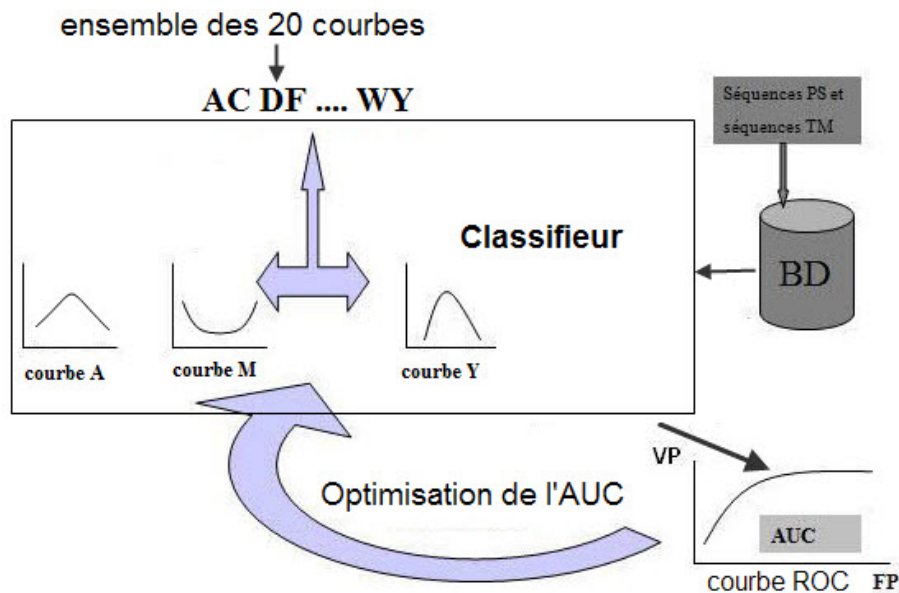 ensemble des 20 courbes
AC DF .... WY
Séquences PS et
séquences TM
Classifieur
BD
courbe A
courbe M
courbe Y
VP
Optimisation de l'AUC
AUC
courbe ROC FP